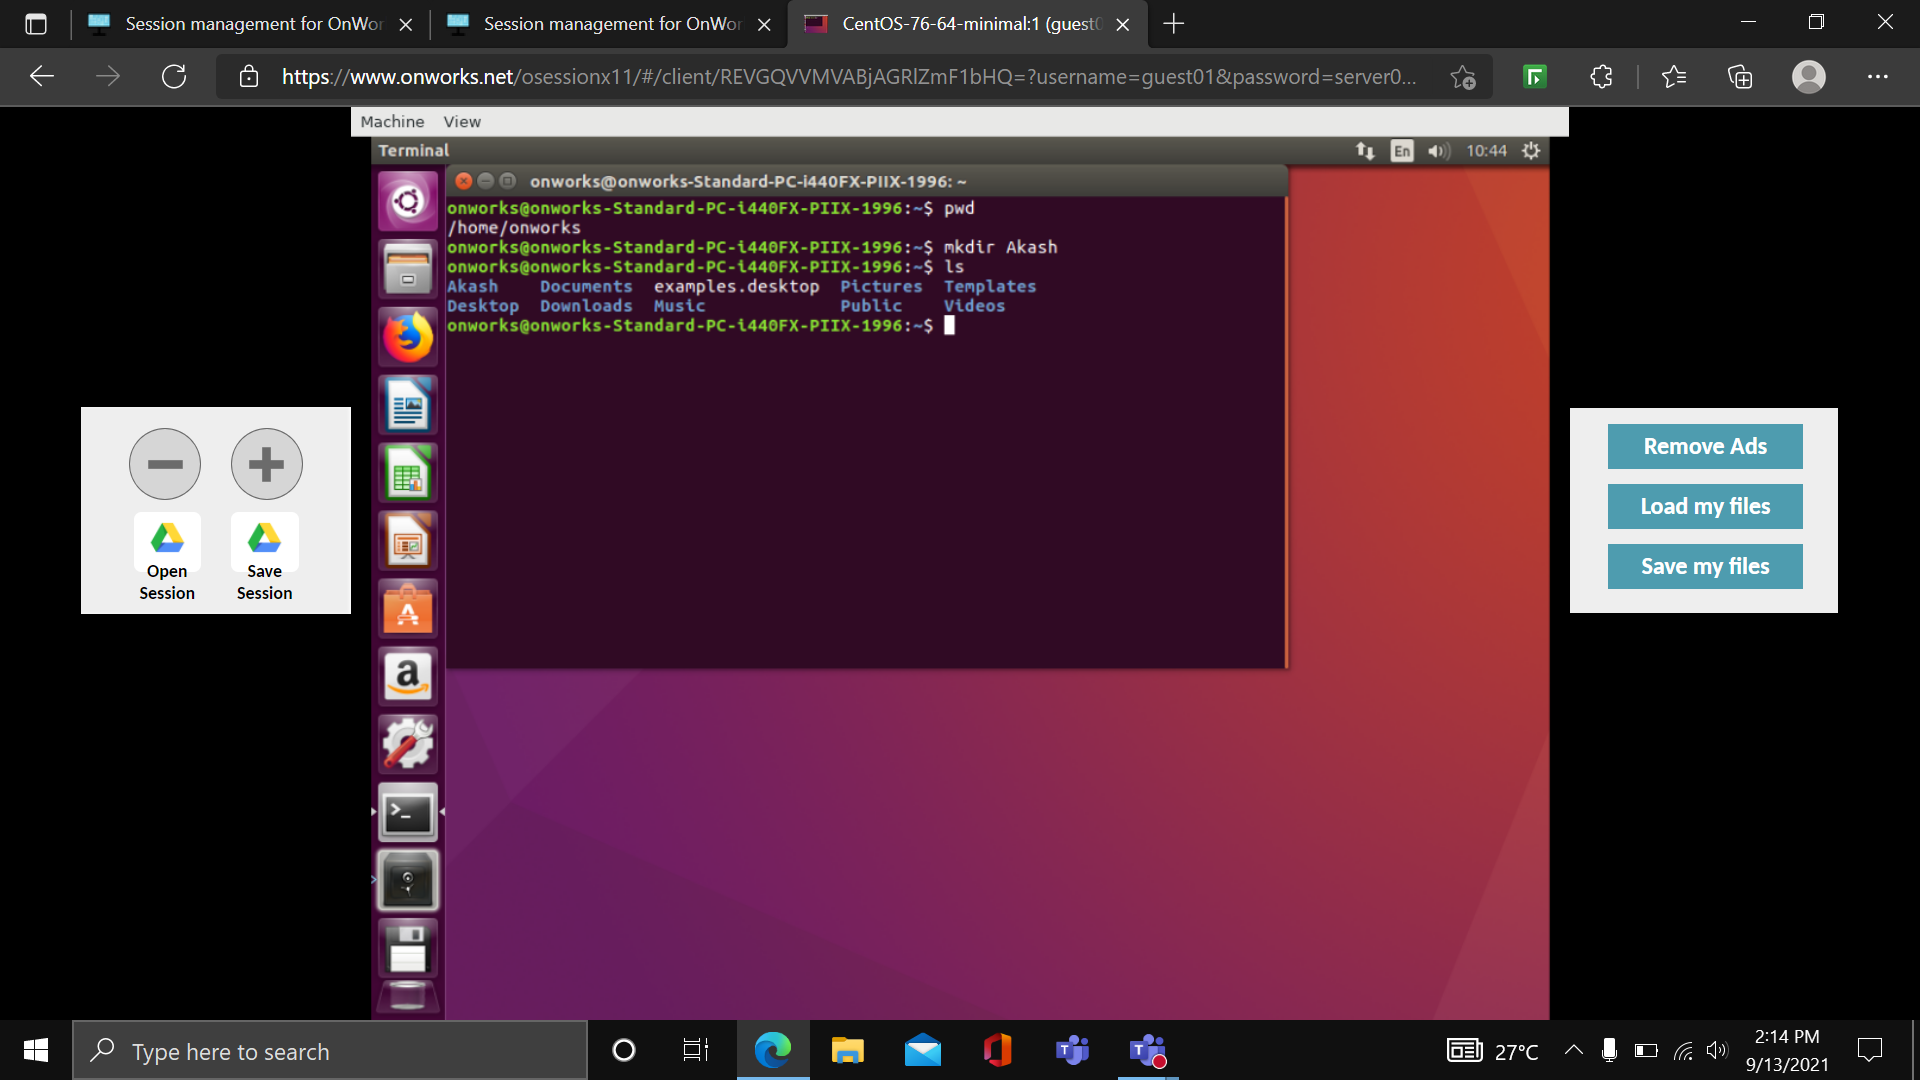 Session management for OnWor
Session management for OnWor
CentOS-76-64-minimal:1 (guest0
https://www.onworks.net/osessionx11/#/client/REVGQVVMVABjAGRlZmF1bHQ=?username=guest01&password=server0...
Machine View
Terminal
En
10:44
onworks@onworks-Standard-PC-i440FX-PIIX-1996: ~
onworks@onworks-Standard-PC-i440FX-PIIX-1996:~$ pwd
/home/onworks
onworks@onworks-Standard-PC-i440FX-PIIX-1996:~$ mkdir Akash
onworks@onworks-Standard-PC-i440FX-PIIX-1996:~$ ls
Akash Documents examples.desktop Pictures Templates
Desktop Downloads Music Public Videos
onworks@onworks-Standard-PC-i440FX-PIIX-1996:~$
Open
Session
Save
Session
Remove Ads
Load my files
Save my files
Type here to search
27°C
2:14 PM
9/13/2021